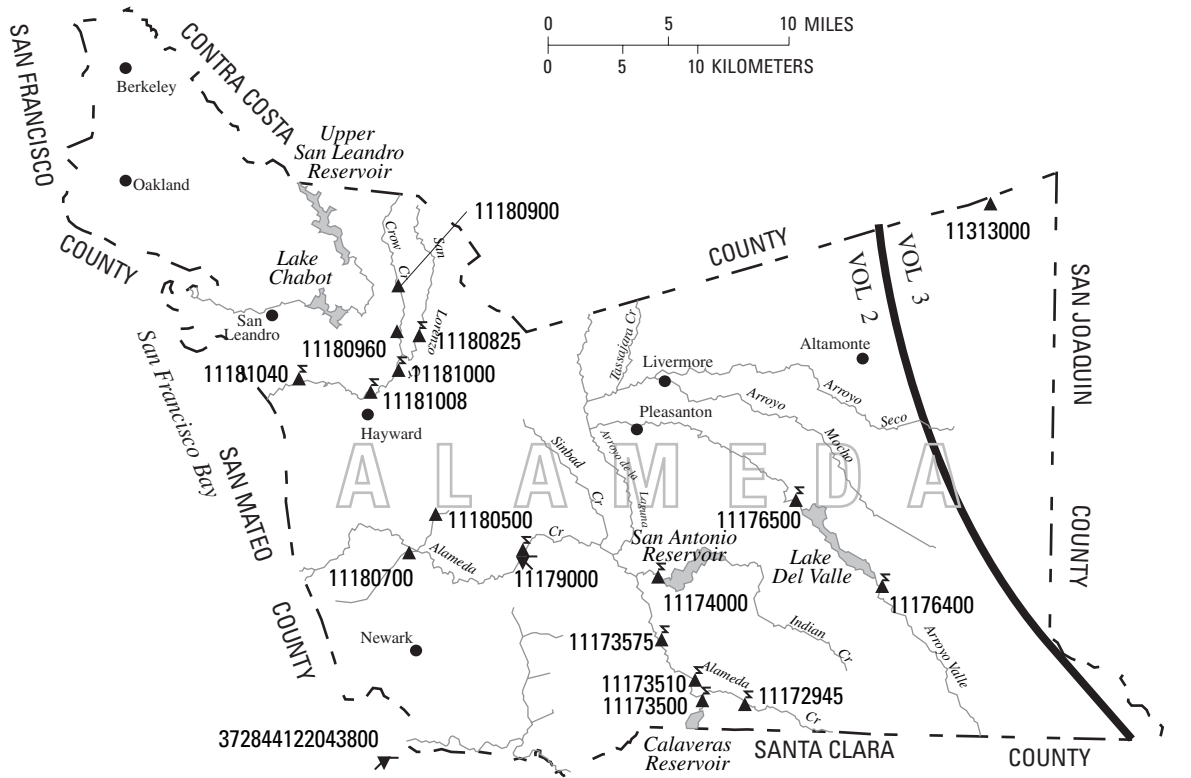 0 5 10 MILES
0 5 10 KILOMETERS
SAN FRANCISCO
COUNTY
CONTRA COSTA
COUNTY
Berkeley
Oakland
Upper
San Leandro
Reservoir
11180900
Crow
Cr
San
Lorenzo
Lake
Chabot
San
Leandro
11180960
11180825
11181040
11181000
11181008
Hayward
San Francisco Bay
SAN MATEO
COUNTY
11313000
VOL 2
VOL 3
SAN JOAQUIN
COUNTY
Tassajara Cr
Livermore
Altamonte
Arroyo
Seco
Arroyo
Mocho
Pleasanton
Sinbad
Cr
Arroyo de la
Laguna
ALAMEDA
11180500
11176500
San Antonio
Reservoir
Lake
Del Valle
Alameda
Cr
11180700
11179000
11174000
11176400
Newark
11173575
Indian
Cr
Arroyo Valle
11173510
11173500
Alameda
Cr
11172945
372844122043800
Calaveras
Reservoir
SANTA CLARA
COUNTY